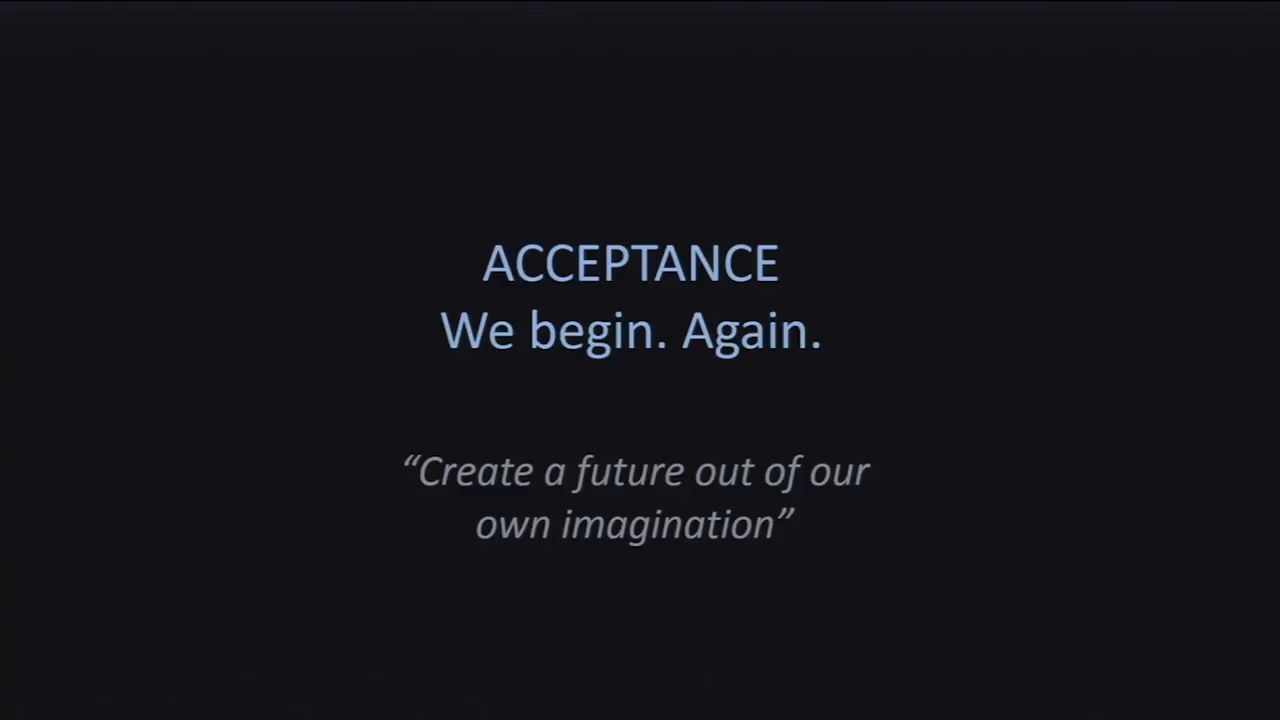 ACCEPTANCE
We begin. Again.
“Create a future out of our
own imagination”